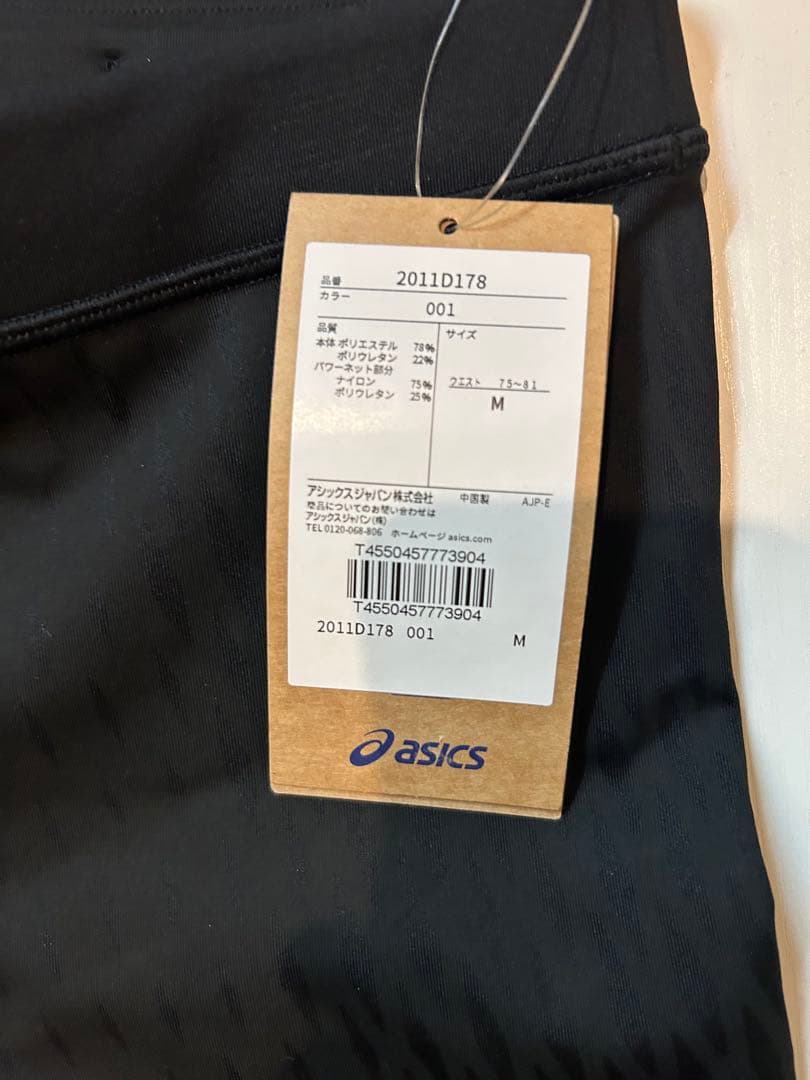 品番 2011D178
カラー 001
品質
本体 ポリエステル 78%
ポリウレタン 22%
パワーネット部分
ナイロン 75%
ポリウレタン 25%
サイズ
ウエスト 75~81
M
アシックスジャパン株式会社 中国製 AJP-E
商品についてのお問い合わせは
アシックスジャパン(株)
TEL 0120-068-806 ホームページ asics.com
T4550457773904
T4550457773904
2011D178 001 M
asics